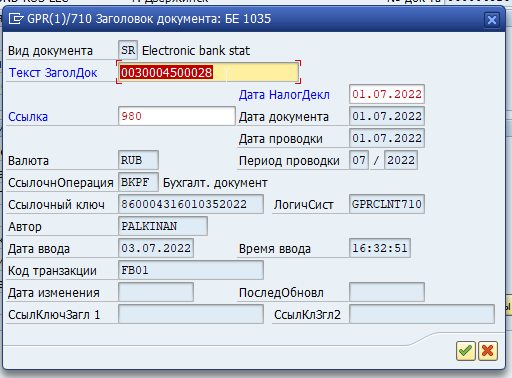 GPR(1)/710 Заголовок документа: БЕ 1035
Вид документа SR Electronic bank stat
Текст ЗаголДок 0030004500028
Дата НалогДекл 01.07.2022
Ссылка 980 Дата документа 01.07.2022
Дата проводки 01.07.2022
Валюта RUB Период проводки 07 / 2022
СсылочнОперация BKPF Бухгалт. документ
Ссылочный ключ 860004316010352022 ЛогичСист GPRCLNT710
Автор PALKINAN
Дата ввода 03.07.2022 Время ввода 16:32:51
Код транзакции FB01
Дата изменения ПоследОбновл
СсылКлючЗагл 1 СсылКлЗгл2